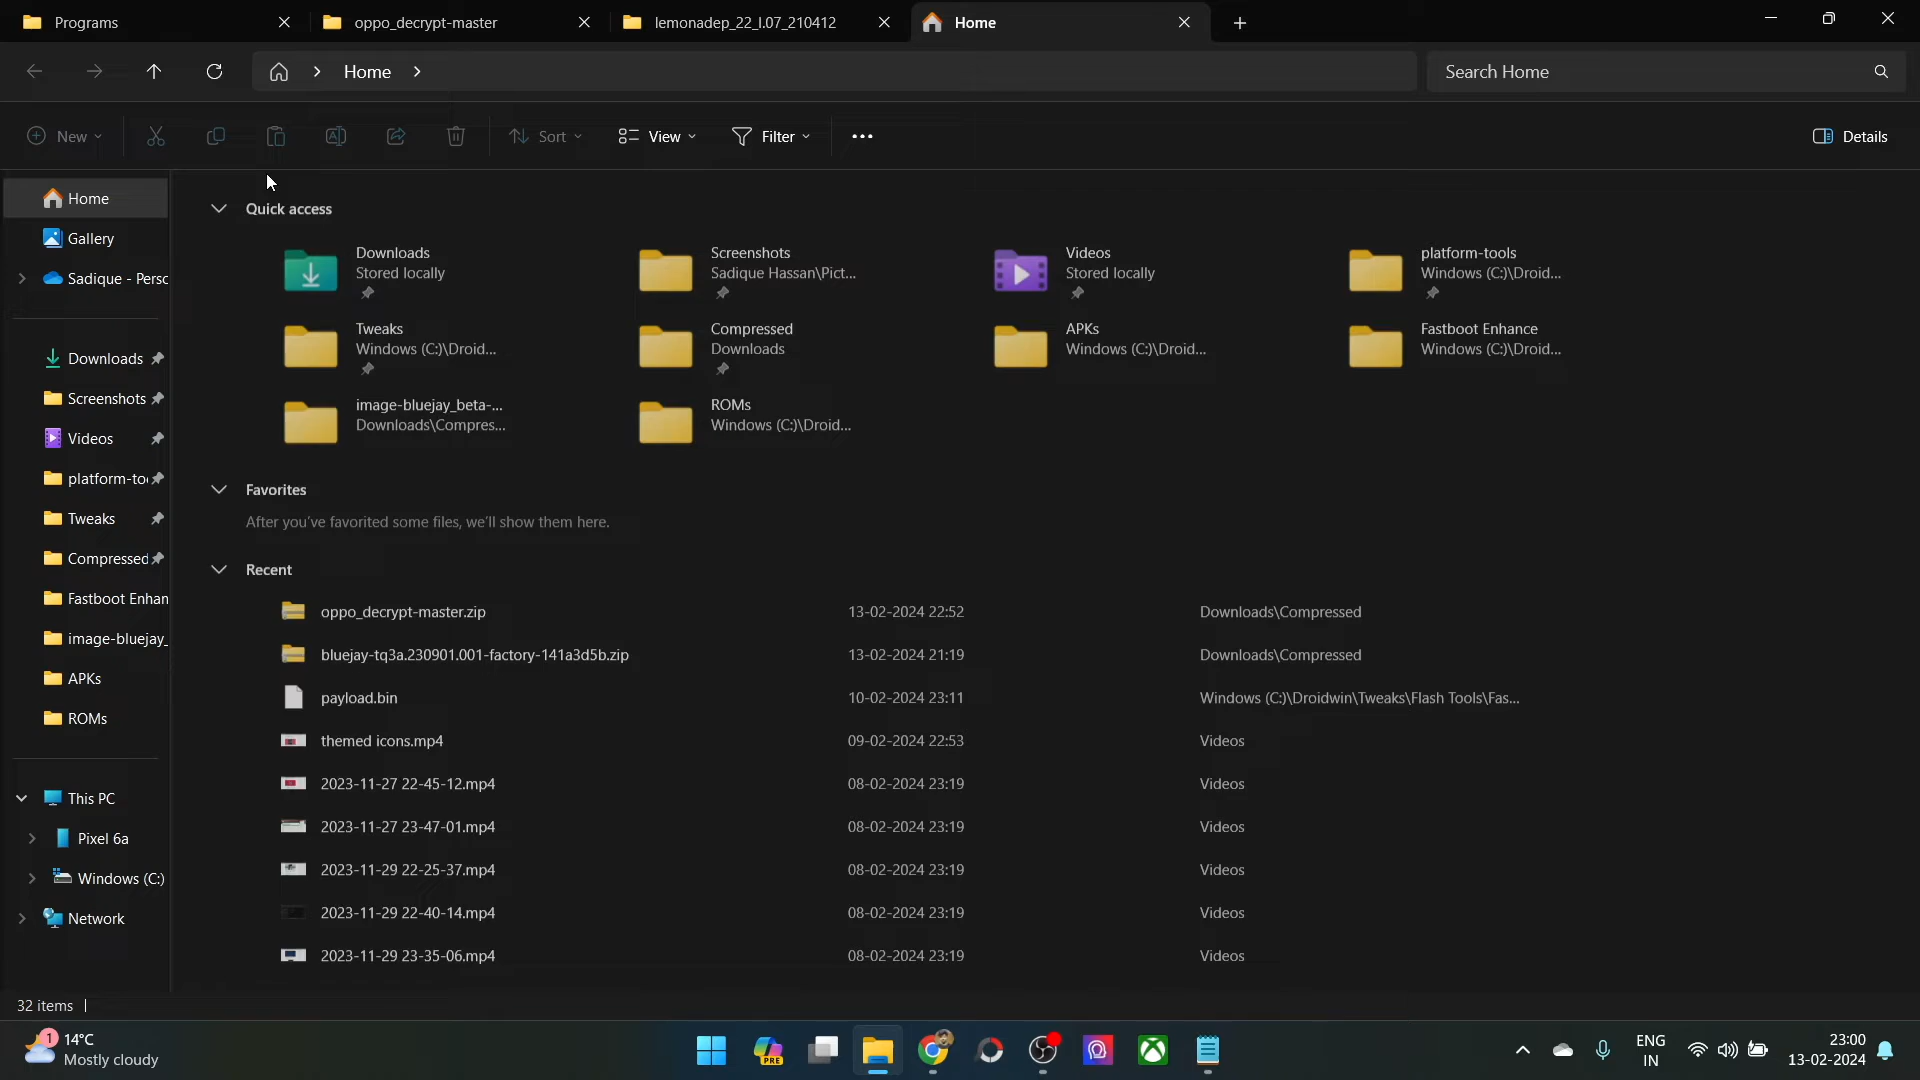 Programs
oppo_decrypt-master
lemonadep_22_I.07_210412
Home
Home
Search Home
New
Sort
View
Filter
Details
Home
Gallery
Sadique - Persc
Downloads
Screenshots
Videos
platform-too
Tweaks
Compressed
Fastboot Enhan
image-bluejay_
APKs
ROMs
This PC
Pixel 6a
Windows (C:)
Network
Quick access
Downloads
Stored locally
Screenshots
Sadique Hassan\Pict...
Videos
Stored locally
platform-tools
Windows (C:)\Droid...
Tweaks
Windows (C:)\Droid...
Compressed
Downloads
APKs
Windows (C:)\Droid...
Fastboot Enhance
Windows (C:)\Droid...
image-bluejay_beta-...
Downloads\Compres...
ROMs
Windows (C:)\Droid...
Favorites
After you've favorited some files, we'll show them here.
Recent
oppo_decrypt-master.zip 13-02-2024 22:52 Downloads\Compressed
bluejay-tq3a.230901.001-factory-141a3d5b.zip 13-02-2024 21:19 Downloads\Compressed
payload.bin 10-02-2024 23:11 Windows (C:)\Droidwin\Tweaks\Flash Tools\Fas...
themed icons.mp4 09-02-2024 22:53 Videos
2023-11-27 22-45-12.mp4 08-02-2024 23:19 Videos
2023-11-27 23-47-01.mp4 08-02-2024 23:19 Videos
2023-11-29 22-25-37.mp4 08-02-2024 23:19 Videos
2023-11-29 22-40-14.mp4 08-02-2024 23:19 Videos
2023-11-29 23-35-06.mp4 08-02-2024 23:19 Videos
32 items
1
14°C
Mostly cloudy
PRE
ENG
IN
23:00
13-02-2024